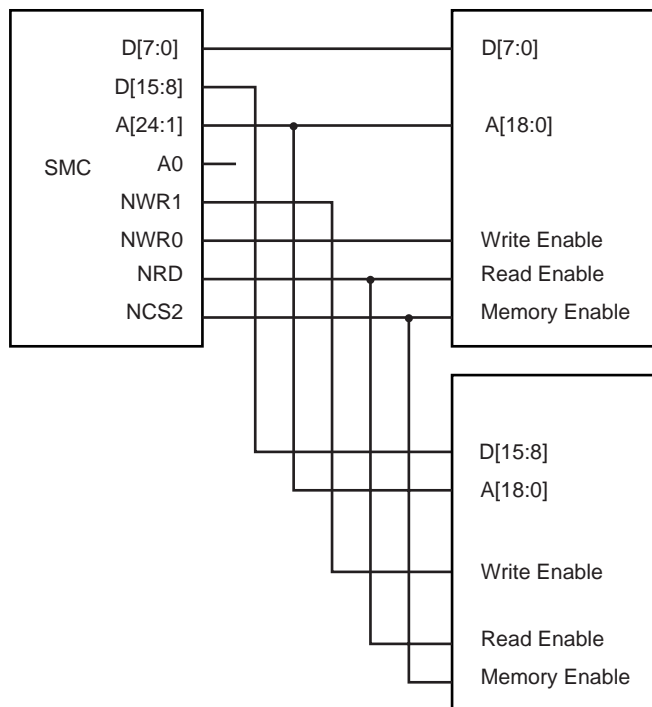 D[7:0]
D[15:8]
A[24:1]
SMC
A0
NWR1
NWR0
NRD
NCS2
D[7:0]
A[18:0]
Write Enable
Read Enable
Memory Enable
D[15:8]
A[18:0]
Write Enable
Read Enable
Memory Enable